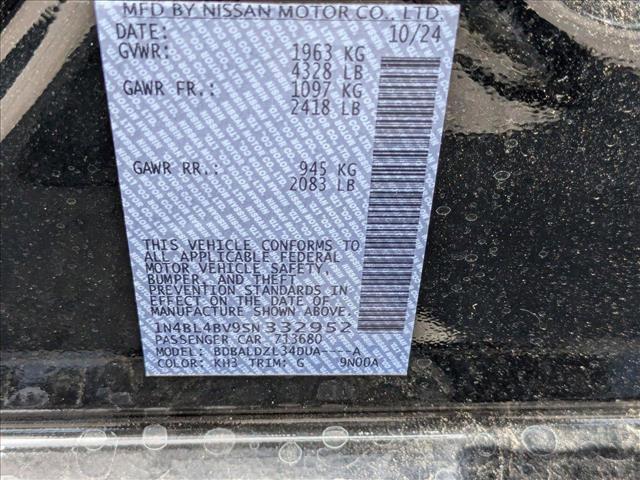 MFD BY NISSAN MOTOR CO., LTD.
DATE: 10/24
GVWR: 1963 KG
4328 LB
GAWR FR.: 1097 KG
2418 LB
GAWR RR.: 945 KG
2083 LB
THIS VEHICLE CONFORMS TO
ALL APPLICABLE FEDERAL
MOTOR VEHICLE SAFETY,
BUMPER, AND THEFT
PREVENTION STANDARDS IN
EFFECT ON THE DATE OF
MANUFACTURE SHOWN ABOVE.
1N4BL4BV9SN332952
PASSENGER CAR 713680
MODEL: BDBALDZL34DUA----A
COLOR: KH3 TRIM: G 9N00A